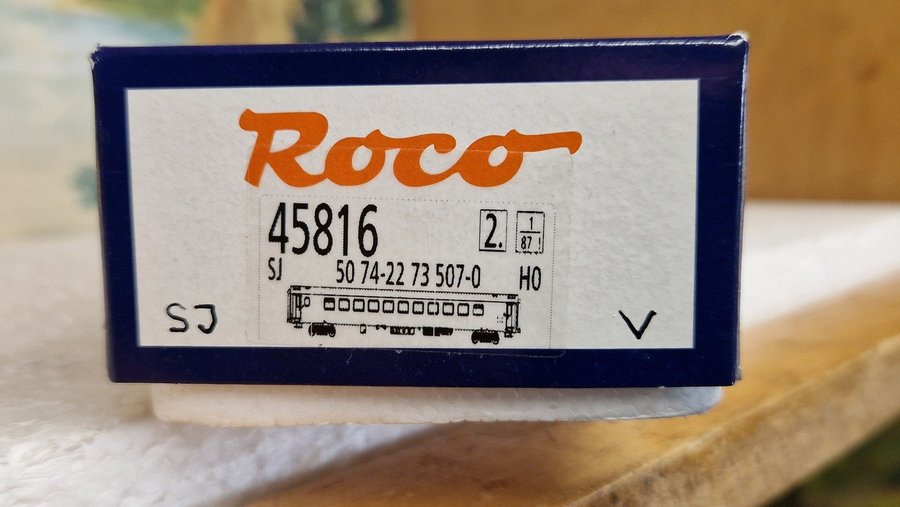 Roco
45816 2. 1/87 !
SJ 50 74-22 73 507-0 H0
SJ V